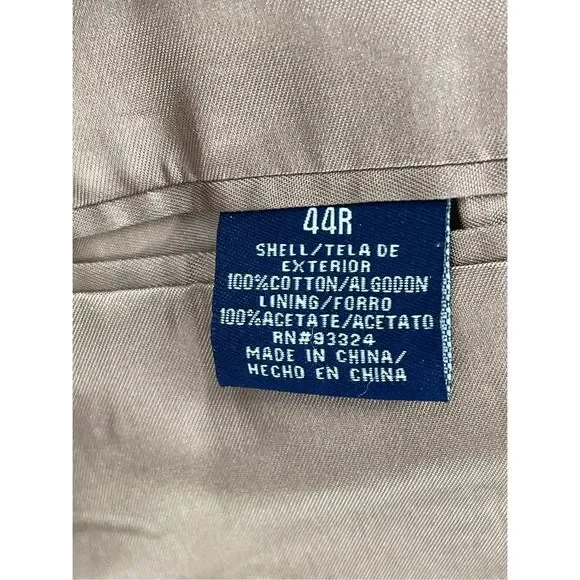 44R
SHELL/TELA DE
EXTERIOR
100%COTTON/ALGODON
LINING/FORRO
100%ACETATE/ACETATO
RN#93324
MADE IN CHINA/
HECHO EN CHINA